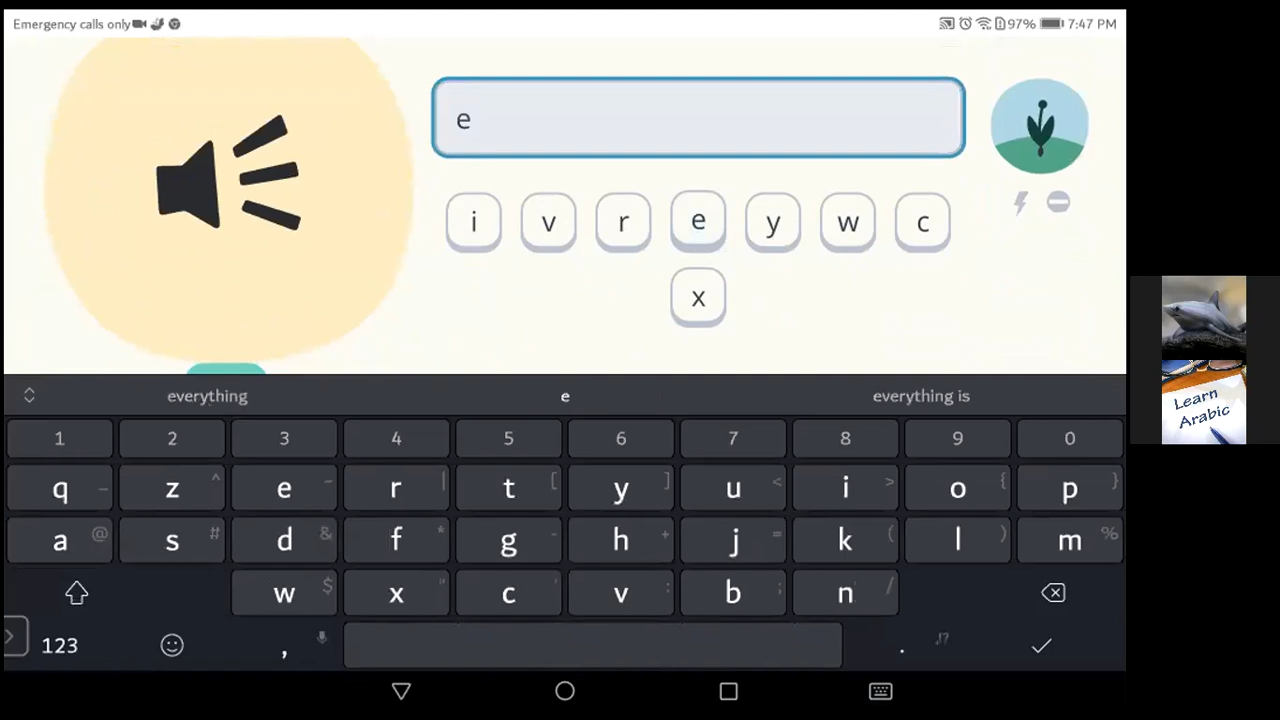 Emergency calls only 97% 7:47 PM
e
i v r e y w c
x
everything e everything is
1 2 3 4 5 6 7 8 9 0
q _ z ^ e ~ r | t [ y ] u < i > o { p }
a @ s # d & f * g - h + j = k ( l ) m %
w $ x " c ' v : b ; n /
123 , . !?
Learn
Arabic